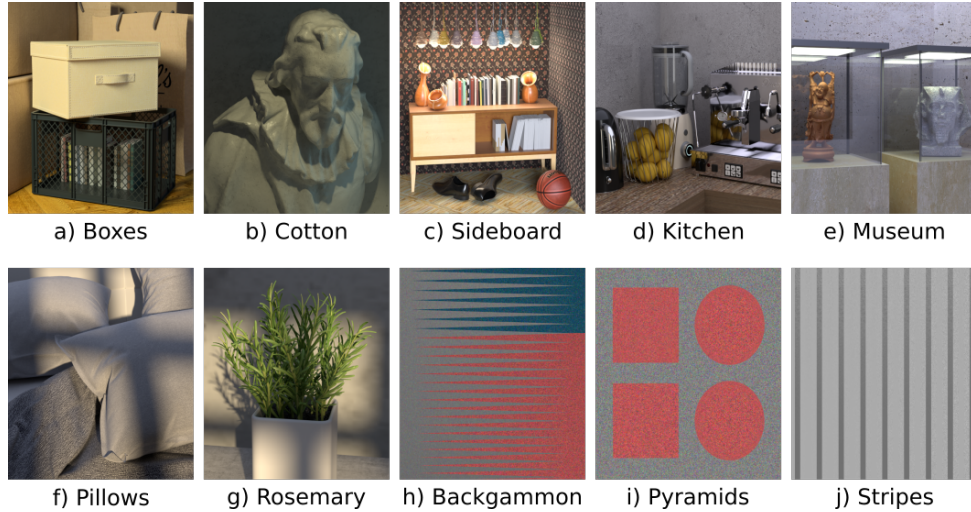 a) Boxes
b) Cotton
c) Sideboard
d) Kitchen
e) Museum
f) Pillows
g) Rosemary
h) Backgammon
i) Pyramids
j) Stripes